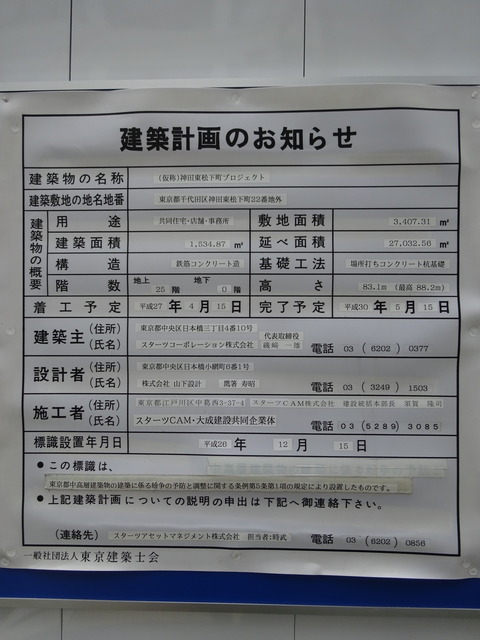 建築計画のお知らせ
建築物の名称 (仮称)神田東松下町プロジェクト
建築敷地の地名地番 東京都千代田区神田東松下町22番地外
建築物の概要
用途 共同住宅・店舗・事務所 敷地面積 3,407.31 ㎡
建築面積 1,534.87 ㎡ 延べ面積 27,032.56 ㎡
構造 鉄筋コンクリート造 基礎工法 場所打ちコンクリート杭基礎
階数 地上 25 階 地下 0 階 高さ 83.1m (最高 88.2m)
着工予定 平成27 年 4 月 15 日 完了予定 平成30 年 5 月 15 日
建築主 (住所) 東京都中央区日本橋三丁目4番10号
(氏名) スターツコーポレーション株式会社 代表取締役 磯﨑 一雄 電話 03 (6202) 0377
設計者 (住所) 東京都中央区日本橋小網町6番1号
(氏名) 株式会社 山下設計 鷹箸 寿昭 電話 03 (3249) 1503
施工者 (住所) 東京都江戸川区中葛西3-37-4 スターツCAM株式会社 建設統括本部長 須賀 隆司
(氏名) スターツCAM・大成建設共同企業体 電話 03 (5289) 3085
標識設置年月日 平成26 年 12 月 15 日
● この標識は、
東京都中高層建築物の建築に係る紛争の予防と調整に関する条例第5条第1項の規定により設置したものです。
● 上記建築計画についての説明の申出は下記へ御連絡下さい。
(連絡先) スターツアセットマネジメント株式会社 担当者:時武 電話 03 (6202) 0856
一般社団法人 東京建築士会